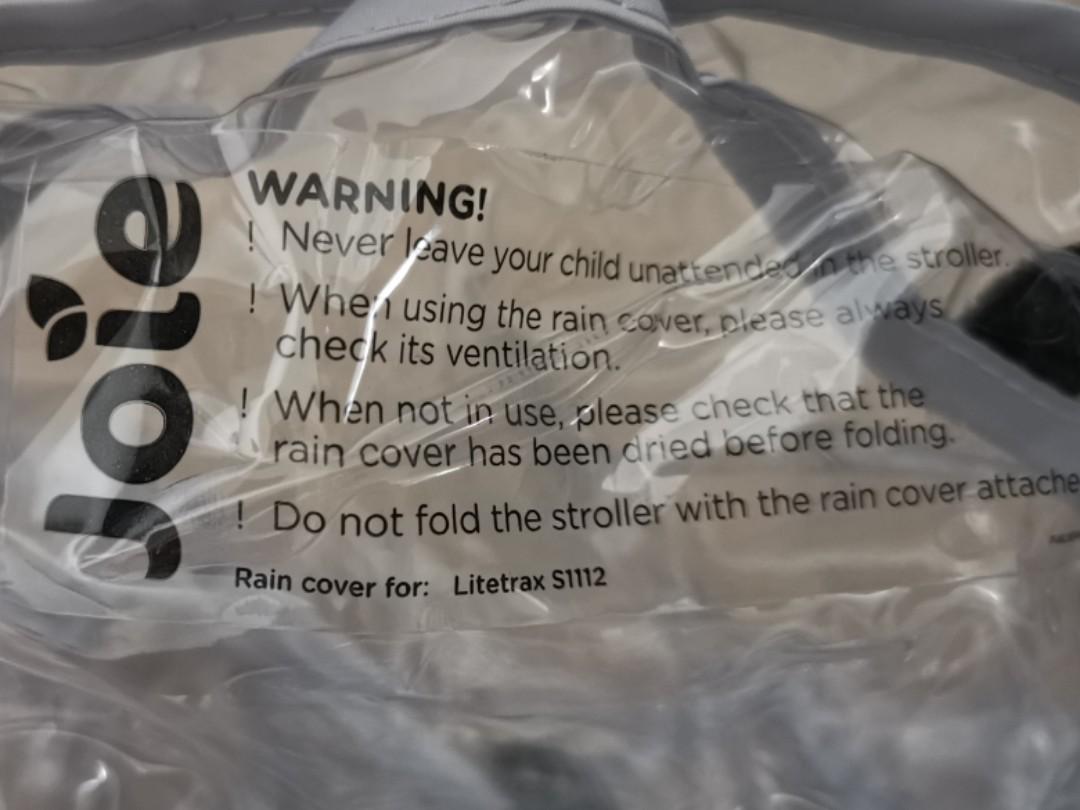 Joie
WARNING!
! Never leave your child unattended in the stroller.
! When using the rain cover, please always
check its ventilation.
! When not in use, please check that the
rain cover has been dried before folding.
! Do not fold the stroller with the rain cover attache
Rain cover for: Litetrax S1112